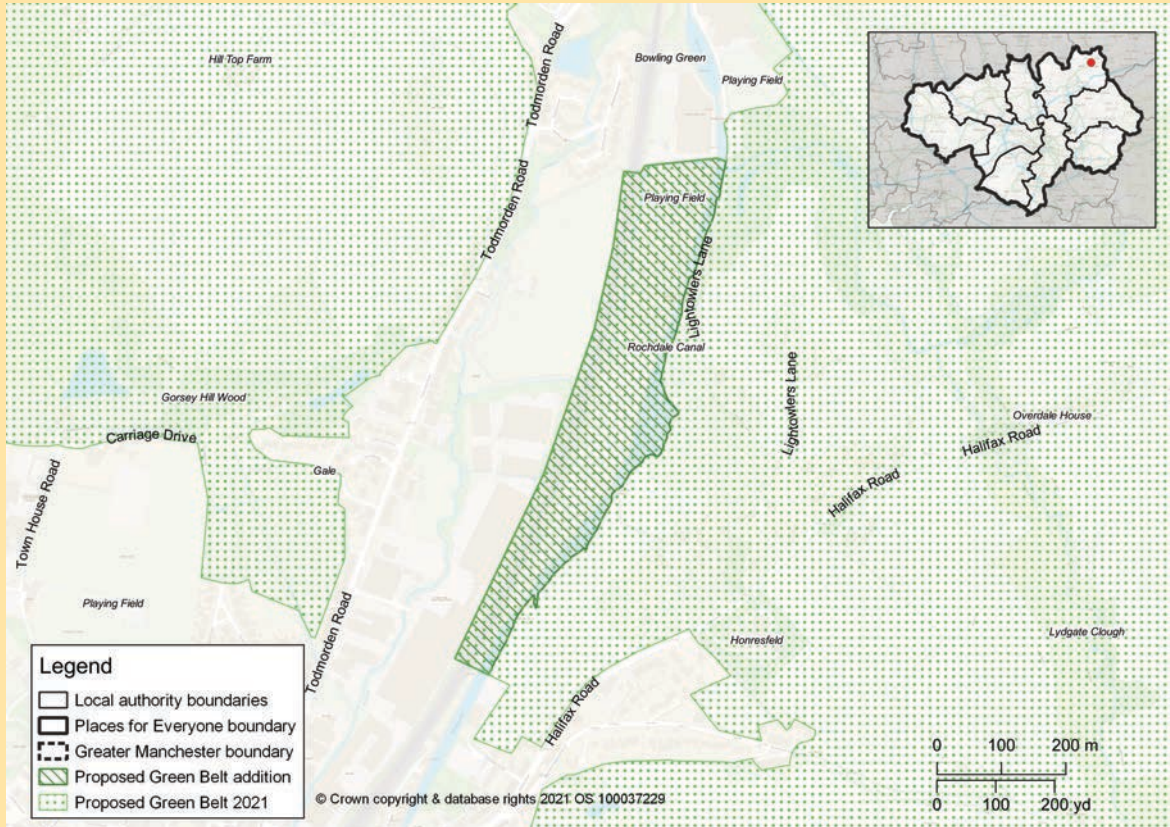 Todmorden Road
Hill Top Farm
Bowling Green
Playing Field
Todmorden Road
Playing Field
Lightowlers Lane
Rochdale Canal
Lightowlers Lane
Gorsey Hill Wood
Overdale House
Carriage Drive
Halifax Road
Gale
Town House Road
Halifax Road
Playing Field
Todmorden Road
Honresfeld
Lydgate Clough
Halifax Road
Legend
Local authority boundaries
Places for Everyone boundary
Greater Manchester boundary
Proposed Green Belt addition
Proposed Green Belt 2021
© Crown copyright & database rights 2021 OS 100037229
0 100 200 m
0 100 200 yd